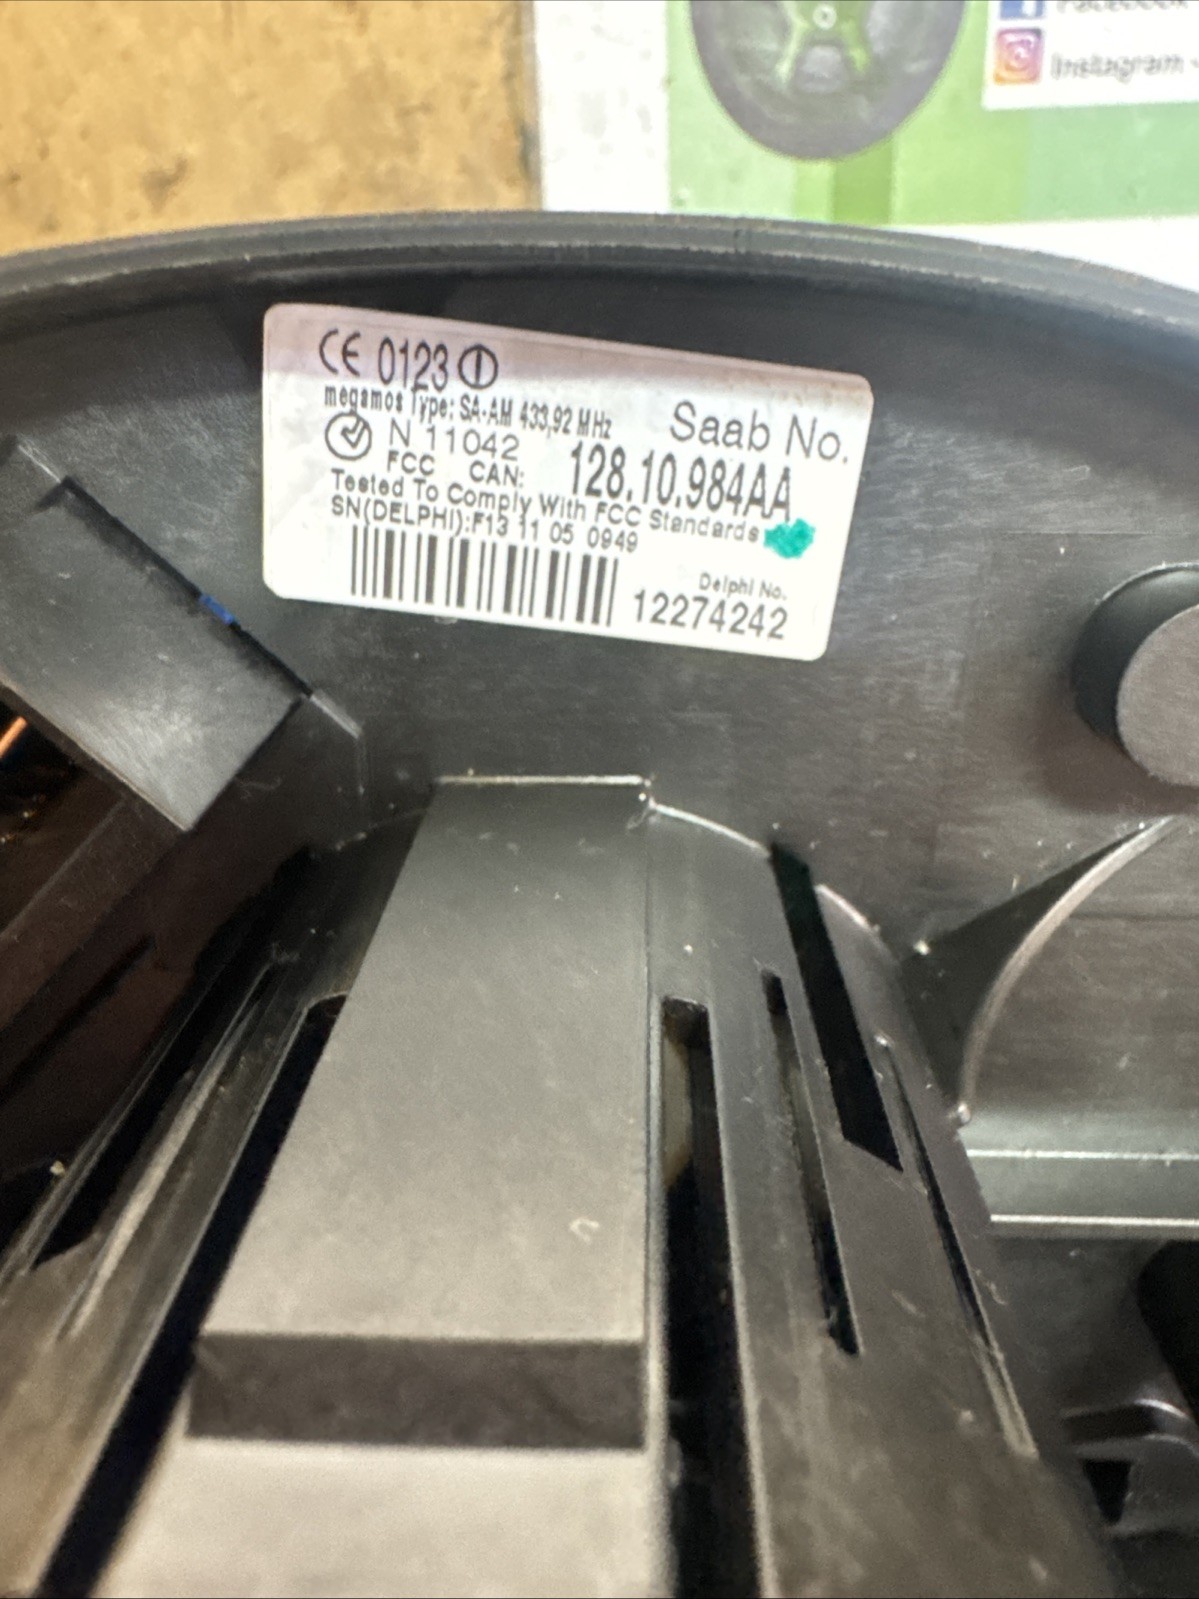 Facebook
Instagram -
CE 0123
megamos Type: SA-AM 433,92 MHz
Saab No.
N 11042
128.10.984AA
FCC CAN:
Tested To Comply With FCC Standards
SN(DELPHI):F13 11 05 0949
Delphi No.
12274242